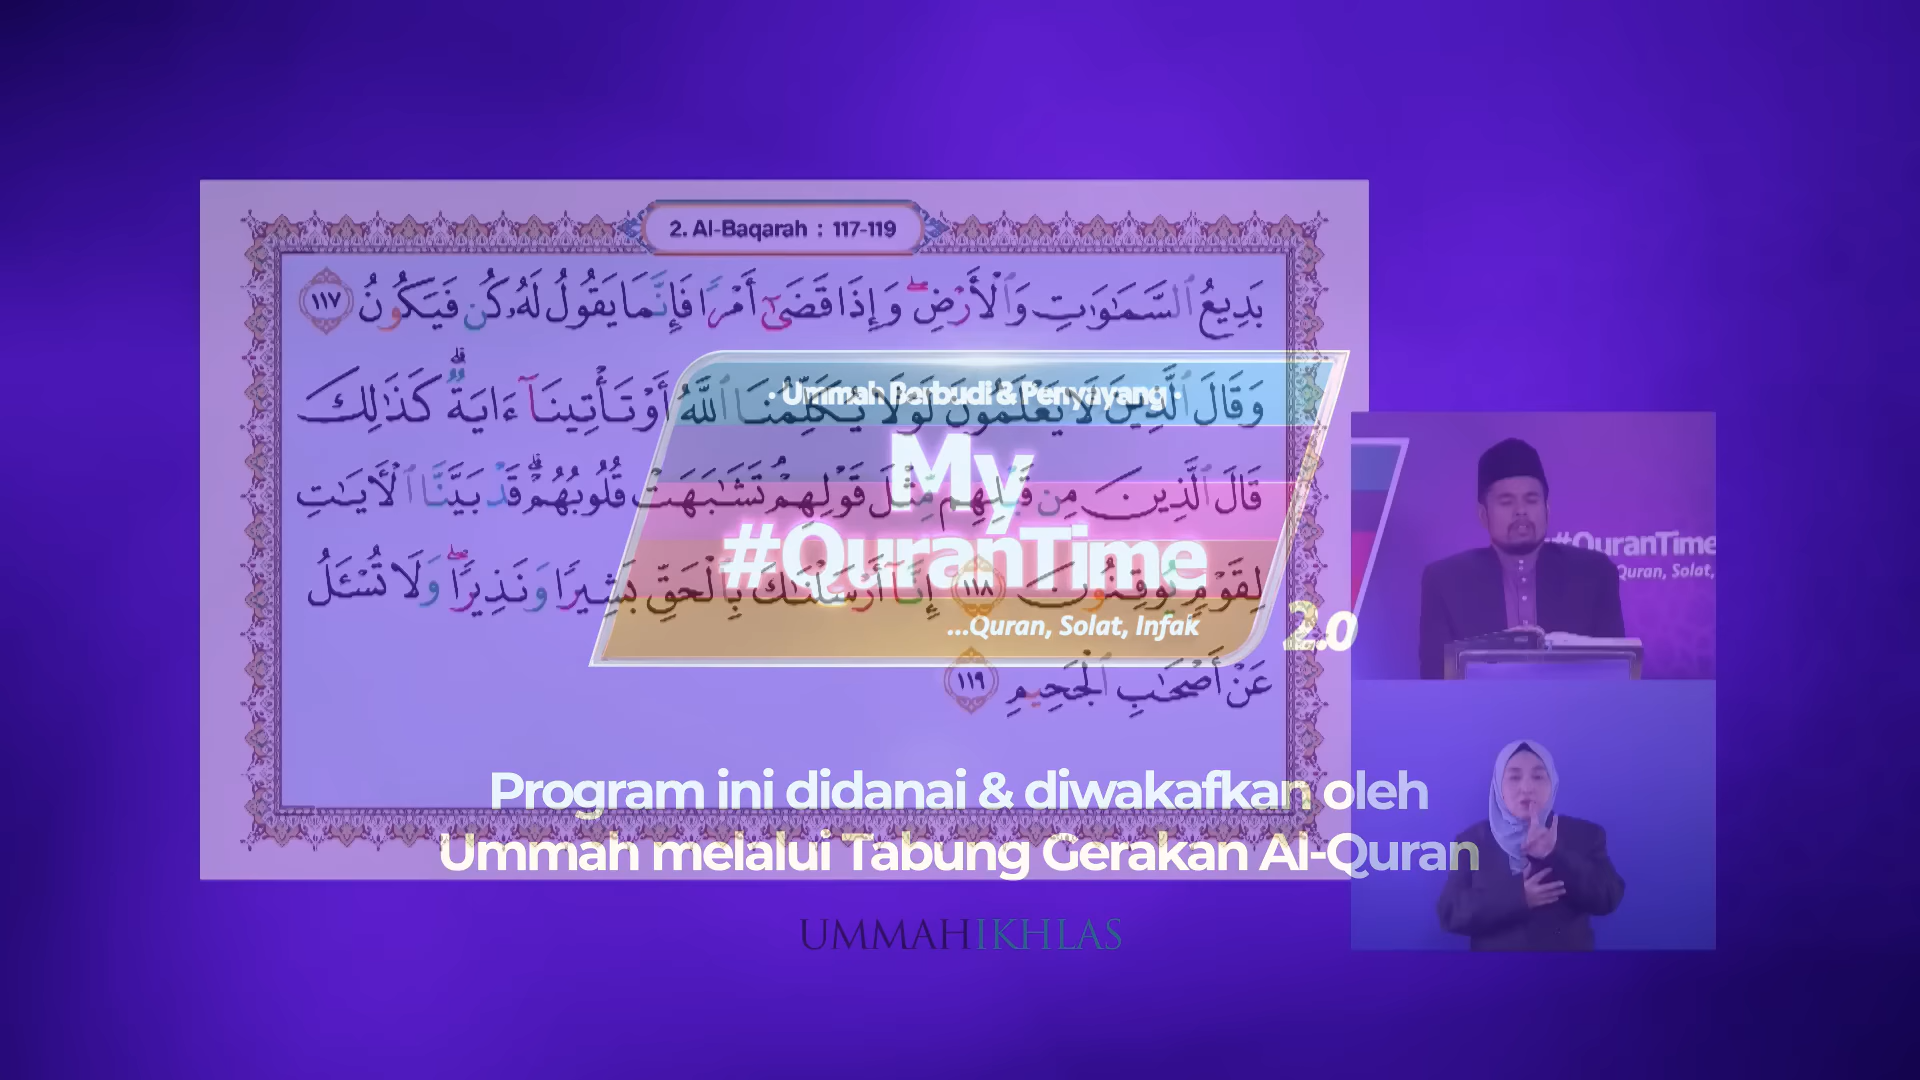 2. Al-Baqarah : 117-119
بَدِيعُ ٱلسَّمَـٰوَٰتِ وَٱلْأَرْضِ ۖ وَإِذَا قَضَىٰٓ أَمْرًا فَإِنَّمَا يَقُولُ لَهُۥ كُن فَيَكُونُ ١١٧
وَقَالَ ٱلَّذِينَ لَا يَعْلَمُونَ لَوْلَا يُكَلِّمُنَا ٱللَّهُ أَوْ تَأْتِينَآ ءَايَةٌ ۗ كَذَٰلِكَ
قَالَ ٱلَّذِينَ مِن قَبْلِهِم مِّثْلَ قَوْلِهِمْ ۘ تَشَـٰبَهَتْ قُلُوبُهُمْ ۗ قَدْ بَيَّنَّا ٱلْـَٔايَـٰتِ
لِقَوْمٍ يُوقِنُونَ ١١٨ إِنَّآ أَرْسَلْنَـٰكَ بِٱلْحَقِّ بَشِيرًا وَنَذِيرًا ۖ وَلَا تُسْـَٔلُ
عَنْ أَصْحَـٰبِ ٱلْجَحِيمِ ١١٩
· Ummah Berbudi & Penyayang ·
My
#QuranTime
...Quran, Solat, Infak
2.0
#QuranTime
Quran, Solat,
Program ini didanai & diwakafkan oleh
Ummah melalui Tabung Gerakan Al-Quran
UMMAHIKHLAS